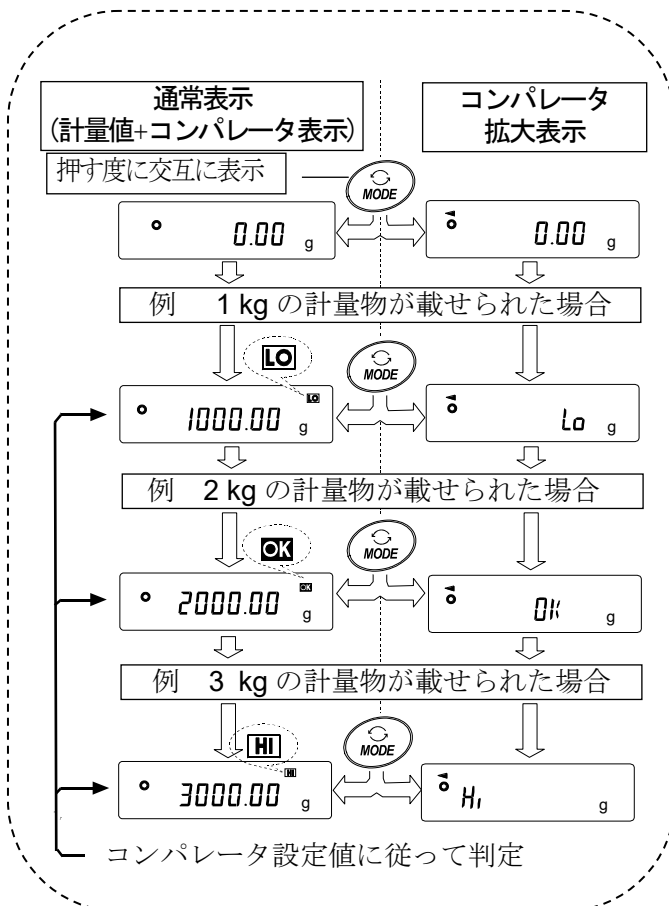 通常表示
(計量値+コンパレータ表示)
コンパレータ
拡大表示
押す度に交互に表示
MODE
0.00 g
0.00 g
例 1 kg の計量物が載せられた場合
LO
MODE
LO
1000.00 g
Lo g
例 2 kg の計量物が載せられた場合
OK
MODE
OK
2000.00 g
OK g
例 3 kg の計量物が載せられた場合
HI
MODE
HI
3000.00 g
Hi g
コンパレータ設定値に従って判定